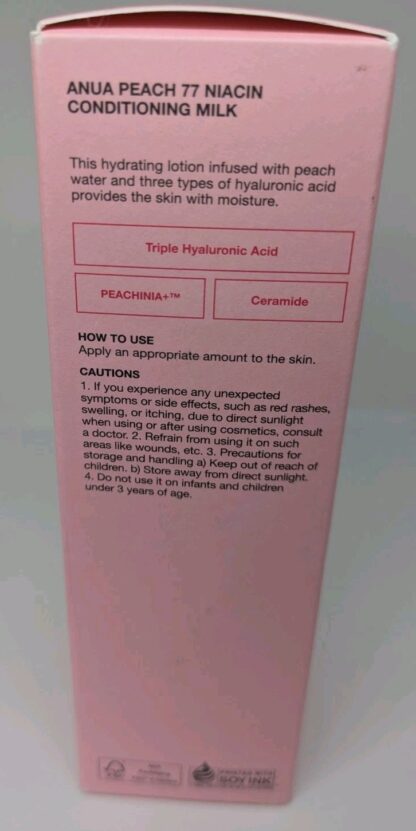 ANUA PEACH 77 NIACIN
CONDITIONING MILK
This hydrating lotion infused with peach
water and three types of hyaluronic acid
provides the skin with moisture.
Triple Hyaluronic Acid
PEACHINIA+™
Ceramide
HOW TO USE
Apply an appropriate amount to the skin.
CAUTIONS
1. If you experience any unexpected
symptoms or side effects, such as red rashes,
swelling, or itching, due to direct sunlight
when using or after using cosmetics, consult
a doctor. 2. Refrain from using it on such
areas like wounds, etc. 3. Precautions for
storage and handling a) Keep out of reach of
children. b) Store away from direct sunlight.
4. Do not use it on infants and children
under 3 years of age.
PRINTED WITH
SOY INK